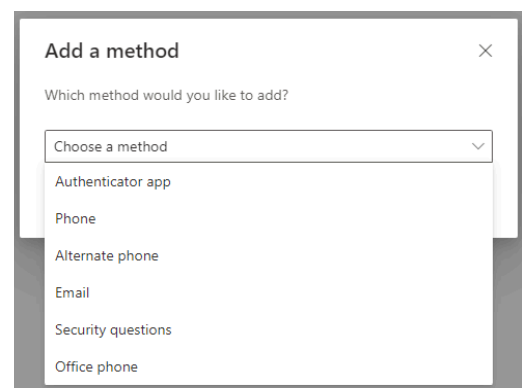 Add a method
Which method would you like to add?
Choose a method
Authenticator app
Phone
Alternate phone
Email
Security questions
Office phone